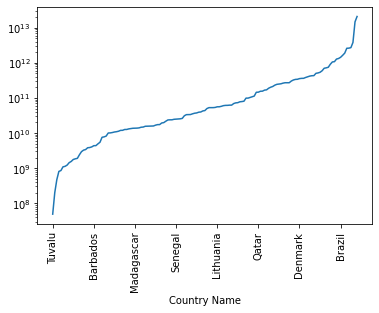 10^13
10^12
10^11
10^10
10^9
10^8
Tuvalu
Barbados
Madagascar
Senegal
Lithuania
Qatar
Denmark
Brazil
Country Name